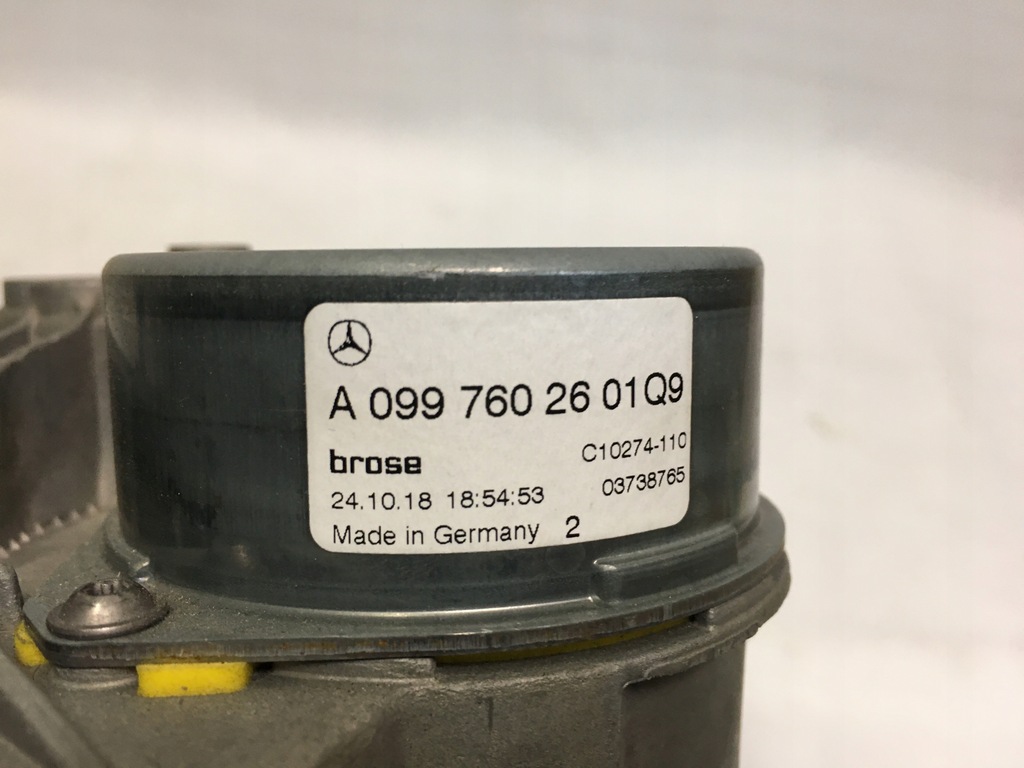 A 099 760 26 01Q9
brose C10274-110
24.10.18 18:54:53 03738765
Made in Germany 2